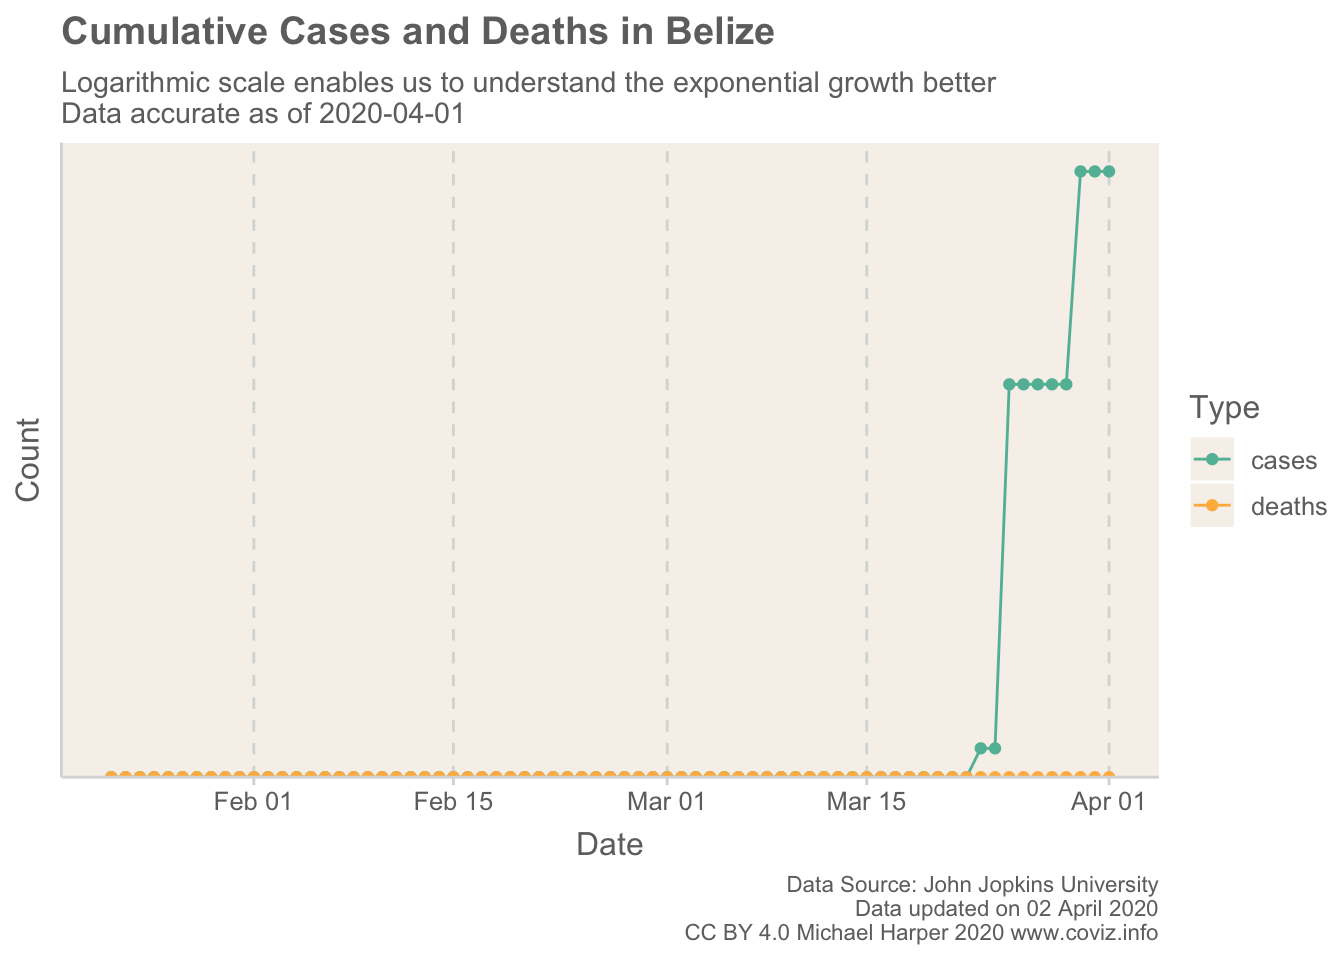 Cumulative Cases and Deaths in Belize
Logarithmic scale enables us to understand the exponential growth better
Data accurate as of 2020-04-01
Count
Feb 01
Feb 15
Mar 01
Mar 15
Apr 01
Date
Type
cases
deaths
Data Source: John Jopkins University
Data updated on 02 April 2020
CC BY 4.0 Michael Harper 2020 www.coviz.info